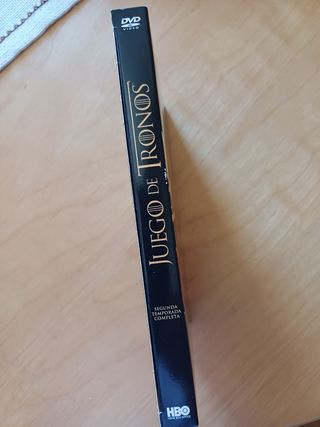 DVD
VIDEO
JUEGO DE TRONOS
SEGUNDA
TEMPORADA
COMPLETA
HBO